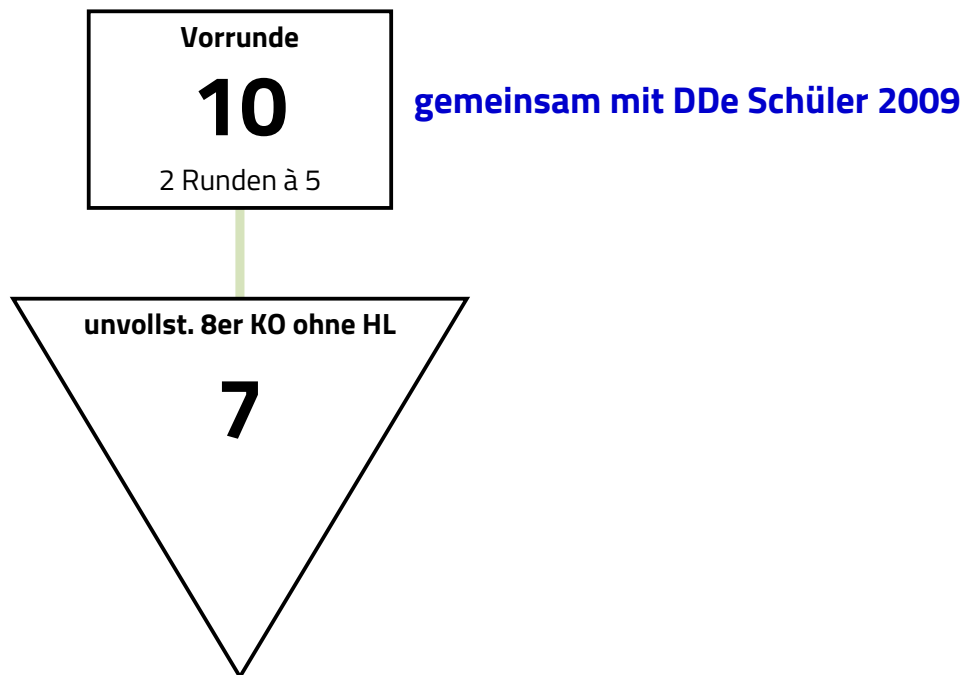 Vorrunde
10
gemeinsam mit DDe Schüler 2009
2 Runden à 5
unvollst. 8er KO ohne HL
7